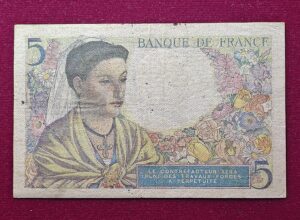 5
BANQUE DE FRANCE
LE CONTREFACTEUR SERA
PUNI DES TRAVAUX FORCÉS
À PERPÉTUITÉ
5